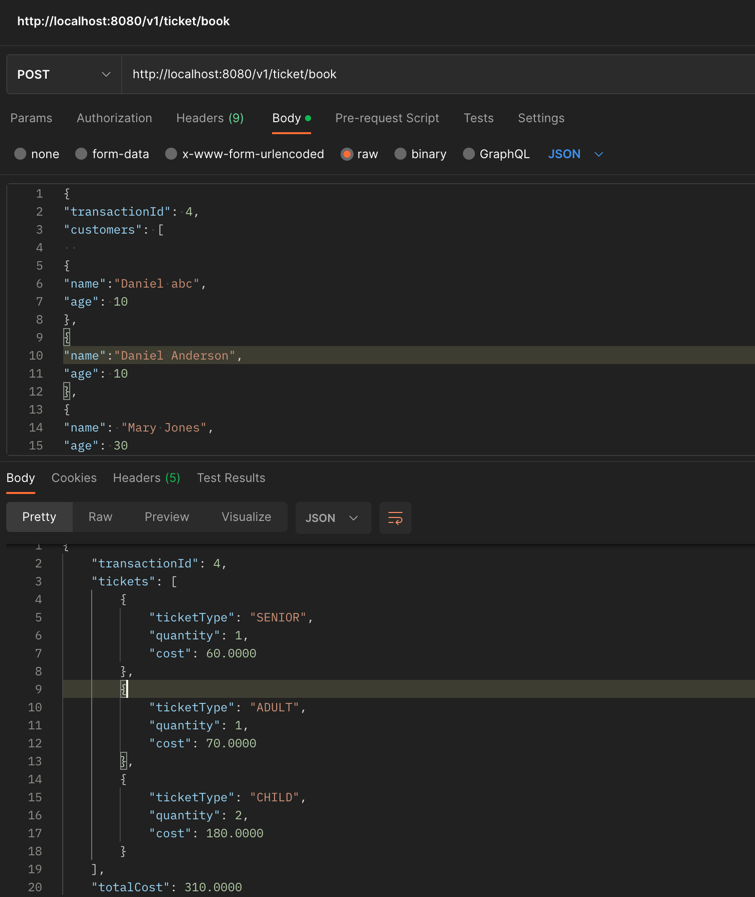 http://localhost:8080/v1/ticket/book
POST http://localhost:8080/v1/ticket/book
Params Authorization Headers (9) Body Pre-request Script Tests Settings
none form-data x-www-form-urlencoded raw binary GraphQL JSON
1 {
2 "transactionId": 4,
3 "customers": [
4
5 {
6 "name":"Daniel abc",
7 "age": 10
8 },
9 {
10 "name":"Daniel Anderson",
11 "age": 10
12 },
13 {
14 "name": "Mary Jones",
15 "age": 30
Body Cookies Headers (5) Test Results
Pretty Raw Preview Visualize JSON
1 {
2 "transactionId": 4,
3 "tickets": [
4 {
5 "ticketType": "SENIOR",
6 "quantity": 1,
7 "cost": 60.0000
8 },
9 {
10 "ticketType": "ADULT",
11 "quantity": 1,
12 "cost": 70.0000
13 },
14 {
15 "ticketType": "CHILD",
16 "quantity": 2,
17 "cost": 180.0000
18 }
19 ],
20 "totalCost": 310.0000